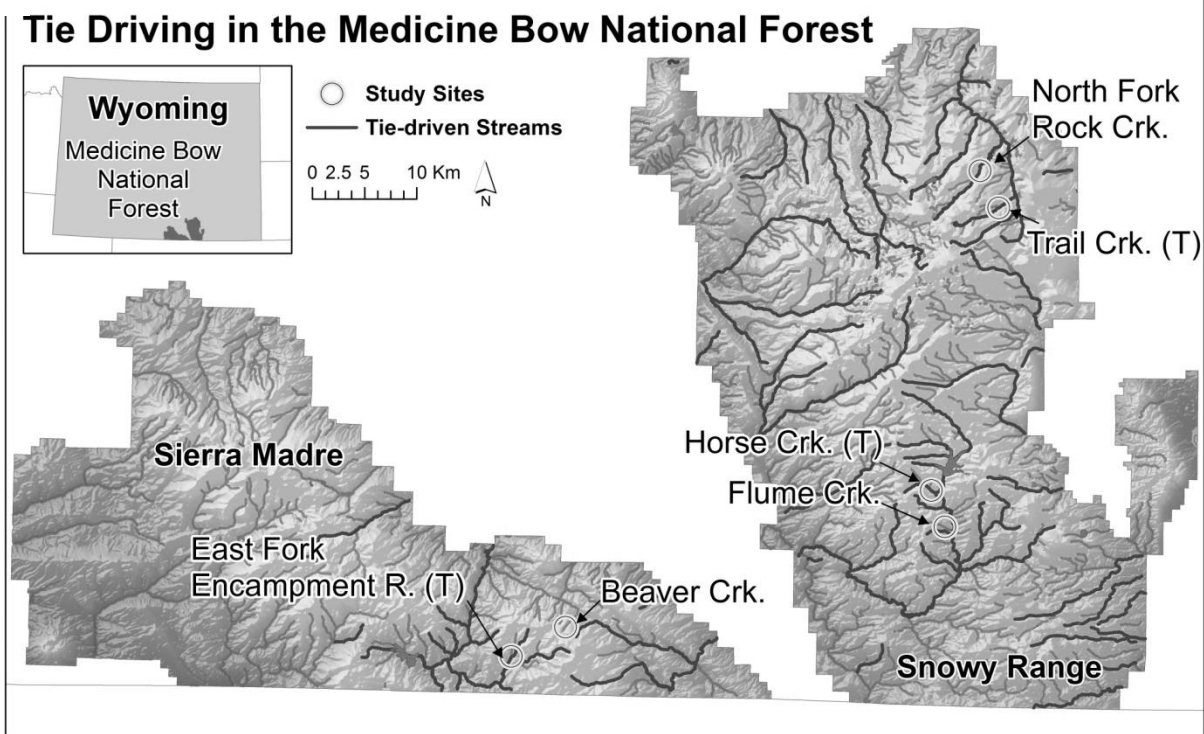 Tie Driving in the Medicine Bow National Forest
Wyoming
Medicine Bow
National
Forest
Study Sites
Tie-driven Streams
0 2.5 5 10 Km
N
North Fork
Rock Crk.
Trail Crk. (T)
Horse Crk. (T)
Flume Crk.
Sierra Madre
East Fork
Encampment R. (T)
Beaver Crk.
Snowy Range